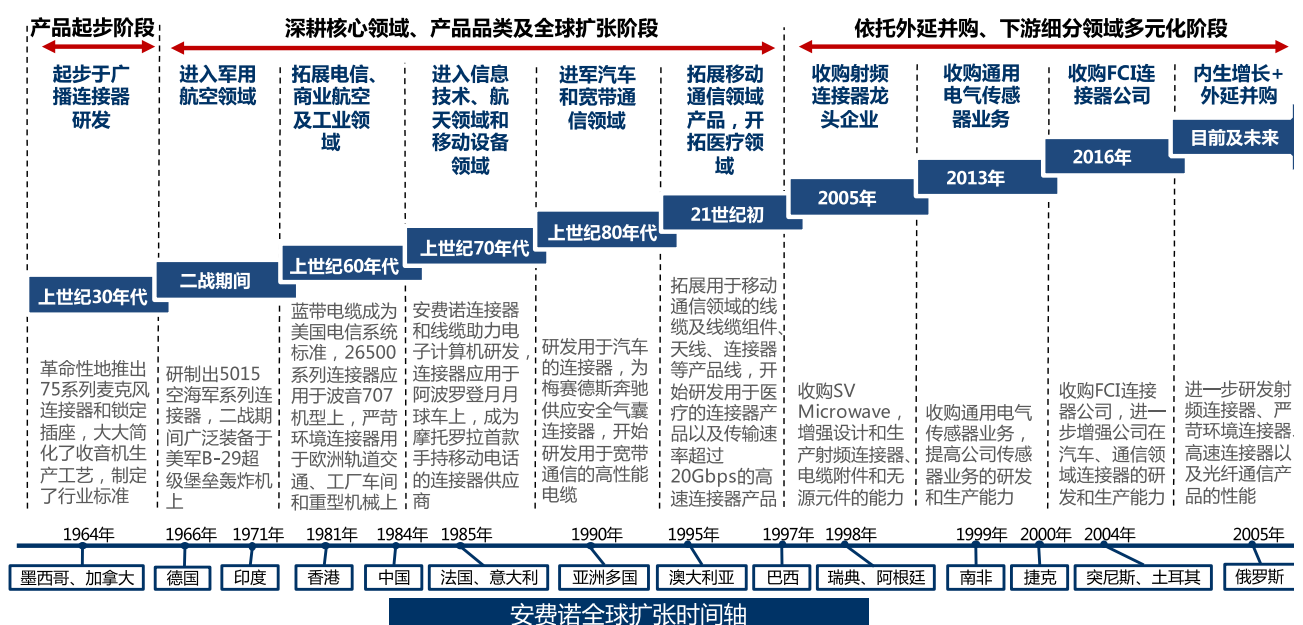 产品起步阶段
深耕核心领域、产品品类及全球扩张阶段
依托外延并购、下游细分领域多元化阶段
起步于广
播连接器
研发
进入军用
航空领域
拓展电信、
商业航空
及工业领
域
进入信息
技术、航
天领域和
移动设备
领域
进军汽车
和宽带通
信领域
拓展移动
通信领域
产品，开
拓医疗领
域
收购射频
连接器龙
头企业
收购通用
电气传感
器业务
收购FCI连
接器公司
内生增长+
外延并购
上世纪30年代
二战期间
上世纪60年代
上世纪70年代
上世纪80年代
21世纪初
2005年
2013年
2016年
目前及未来
革命性地推出
75系列麦克风
连接器和锁定
插座，大大简
化了收音机生
产工艺，制定
了行业标准
研制出5015
空海军系列连
接器，二战期
间广泛装备于
美军B-29超
级堡垒轰炸机
上
蓝带电缆成为
美国电信系统
标准，26500
系列连接器应
用于波音707
机型上，严苛
环境连接器用
于欧洲轨道交
通、工厂车间
和重型机械上
安费诺连接器
和线缆助力电
子计算机研发，
连接器应用于
阿波罗登月月
球车上，成为
摩托罗拉首款
手持移动电话
的连接器供应
商
研发用于汽车
的连接器，为
梅赛德斯奔驰
供应安全气囊
连接器，开始
研发用于宽带
通信的高性能
电缆
拓展用于移动
通信领域的线
缆及线缆组件、
天线、连接器
等产品线，开
始研发用于医
疗的连接器产
品以及传输速
率超过
20Gbps的高
速连接器产品
收购SV
Microwave，
增强设计和生
产射频连接器、
电缆附件和无
源元件的能力
收购通用电气
传感器业务，
提高公司传感
器业务的研发
和生产能力
收购FCI连接
器公司，进一
步增强公司在
汽车、通信领
域连接器的研
发和生产能力
进一步研发射
频连接器、严
苛环境连接器、
高速连接器以
及光纤通信产
品的性能
1964年
1966年
1971年
1981年
1984年
1985年
1990年
1995年
1997年
1998年
1999年
2000年
2004年
2005年
墨西哥、加拿大
德国
印度
香港
中国
法国、意大利
亚洲多国
澳大利亚
巴西
瑞典、阿根廷
南非
捷克
突尼斯、土耳其
俄罗斯
安费诺全球扩张时间轴